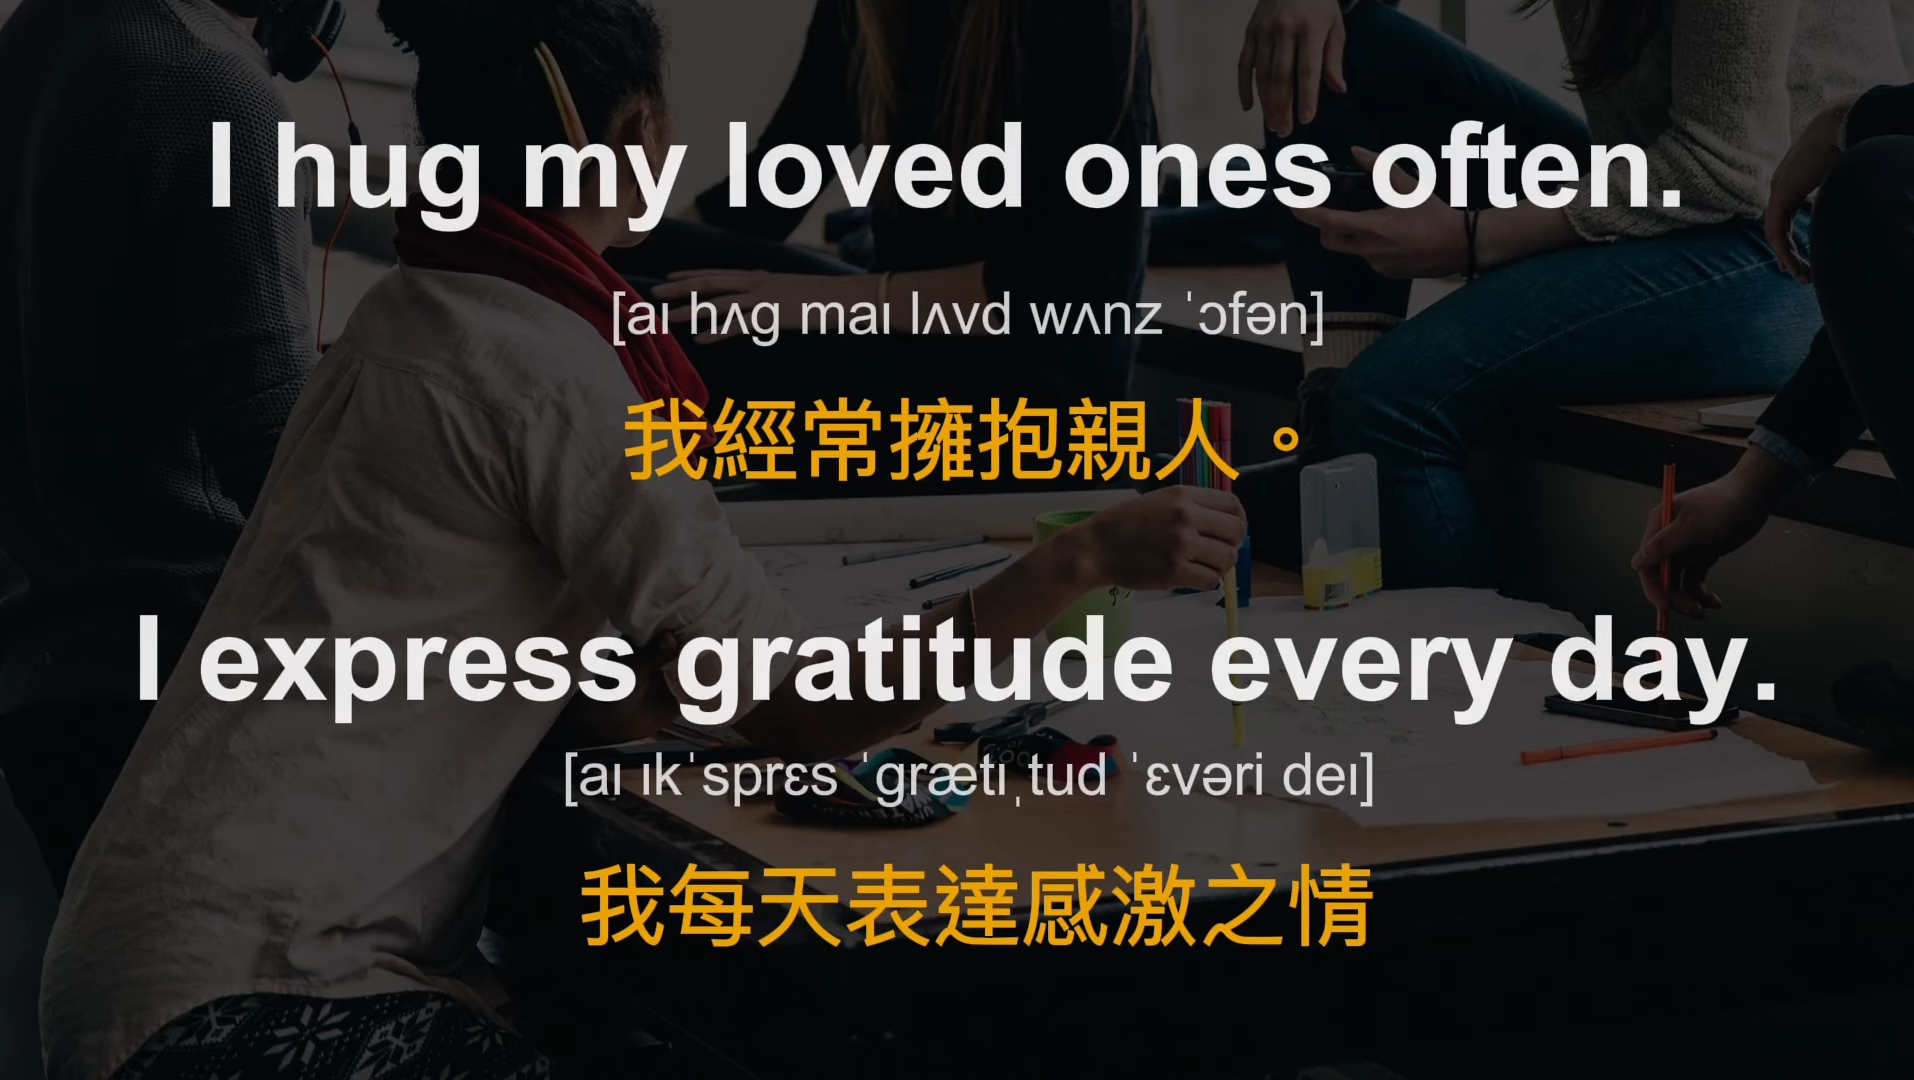 I hug my loved ones often.
[aɪ hʌg maɪ lʌvd wʌnz ˈɔfən]
我經常擁抱親人。
I express gratitude every day.
[aɪ ɪkˈsprɛs ˈgrætɪˌtud ˈɛvəri deɪ]
我每天表達感激之情